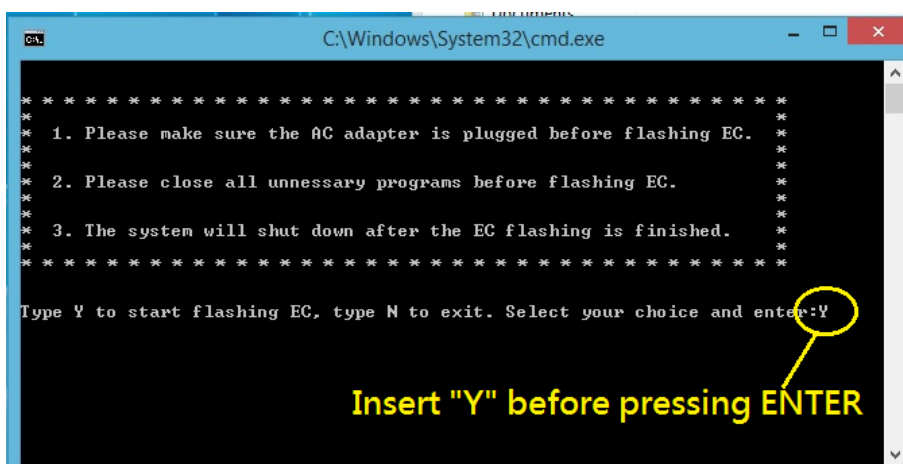 Documents
C:\Windows\System32\cmd.exe
* * * * * * * * * * * * * * * * * * * * * * * * * * * * * * * * * * * *
* *
* 1. Please make sure the AC adapter is plugged before flashing EC. *
* *
* *
* 2. Please close all unnessary programs before flashing EC. *
* *
* *
* 3. The system will shut down after the EC flashing is finished. *
* *
* * * * * * * * * * * * * * * * * * * * * * * * * * * * * * * * * * * *
Type Y to start flashing EC, type N to exit. Select your choice and enter:Y
Insert "Y" before pressing ENTER